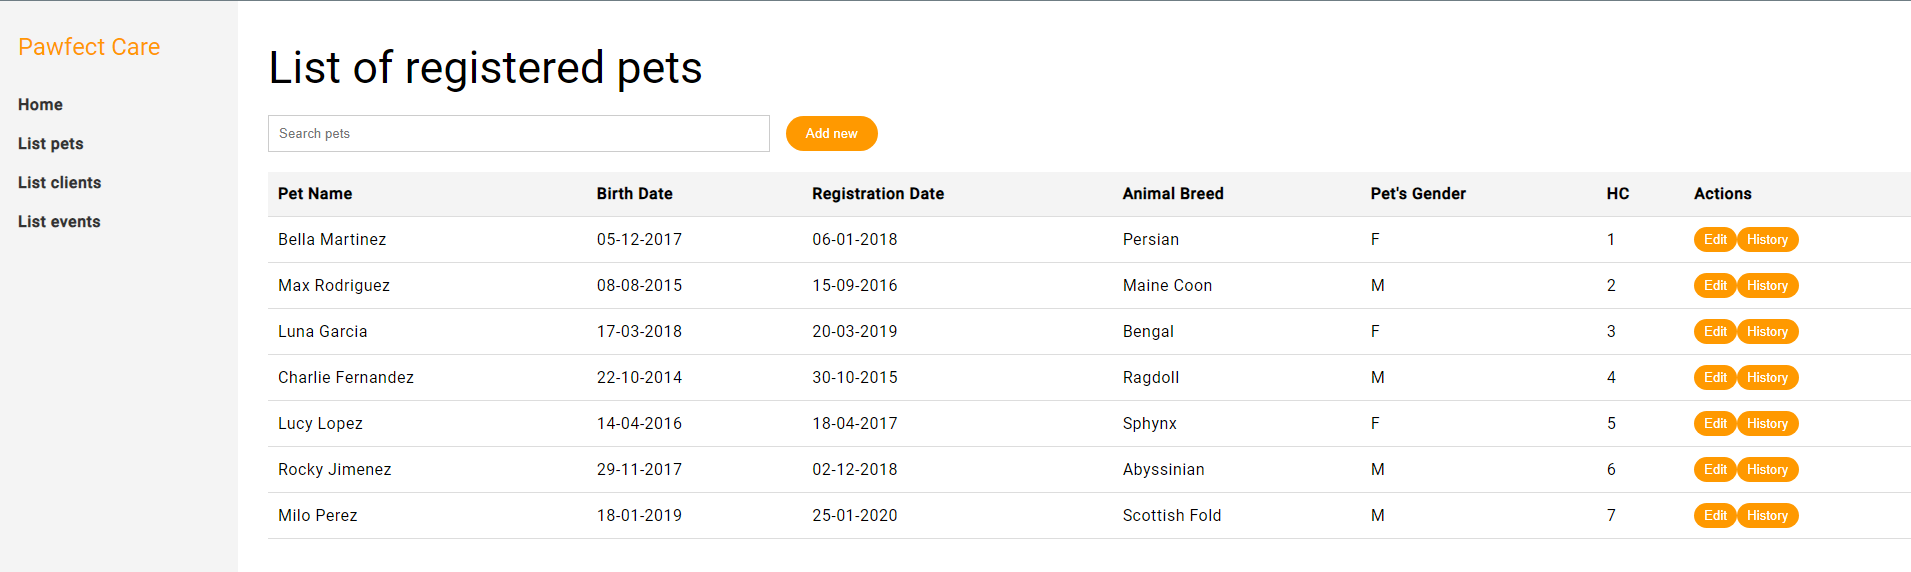 Pawfect Care
Home
List pets
List clients
List events
List of registered pets
Search pets Add new
Pet Name Birth Date Registration Date Animal Breed Pet's Gender HC Actions
Bella Martinez 05-12-2017 06-01-2018 Persian F 1 Edit History
Max Rodriguez 08-08-2015 15-09-2016 Maine Coon M 2 Edit History
Luna Garcia 17-03-2018 20-03-2019 Bengal F 3 Edit History
Charlie Fernandez 22-10-2014 30-10-2015 Ragdoll M 4 Edit History
Lucy Lopez 14-04-2016 18-04-2017 Sphynx F 5 Edit History
Rocky Jimenez 29-11-2017 02-12-2018 Abyssinian M 6 Edit History
Milo Perez 18-01-2019 25-01-2020 Scottish Fold M 7 Edit History